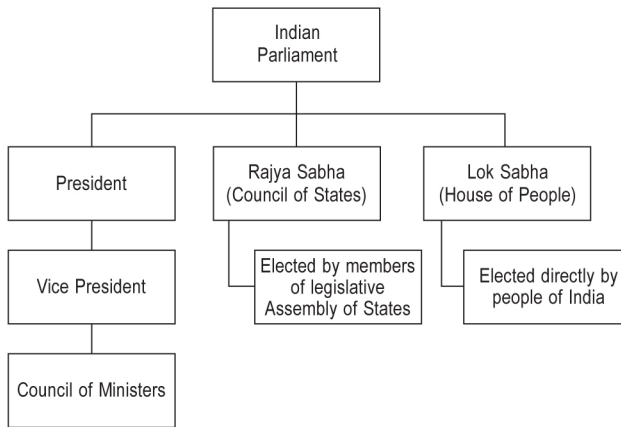 Indian
Parliament
President
Rajya Sabha
(Council of States)
Lok Sabha
(House of People)
Vice President
Elected by members
of legislative
Assembly of States
Elected directly by
people of India
Council of Ministers